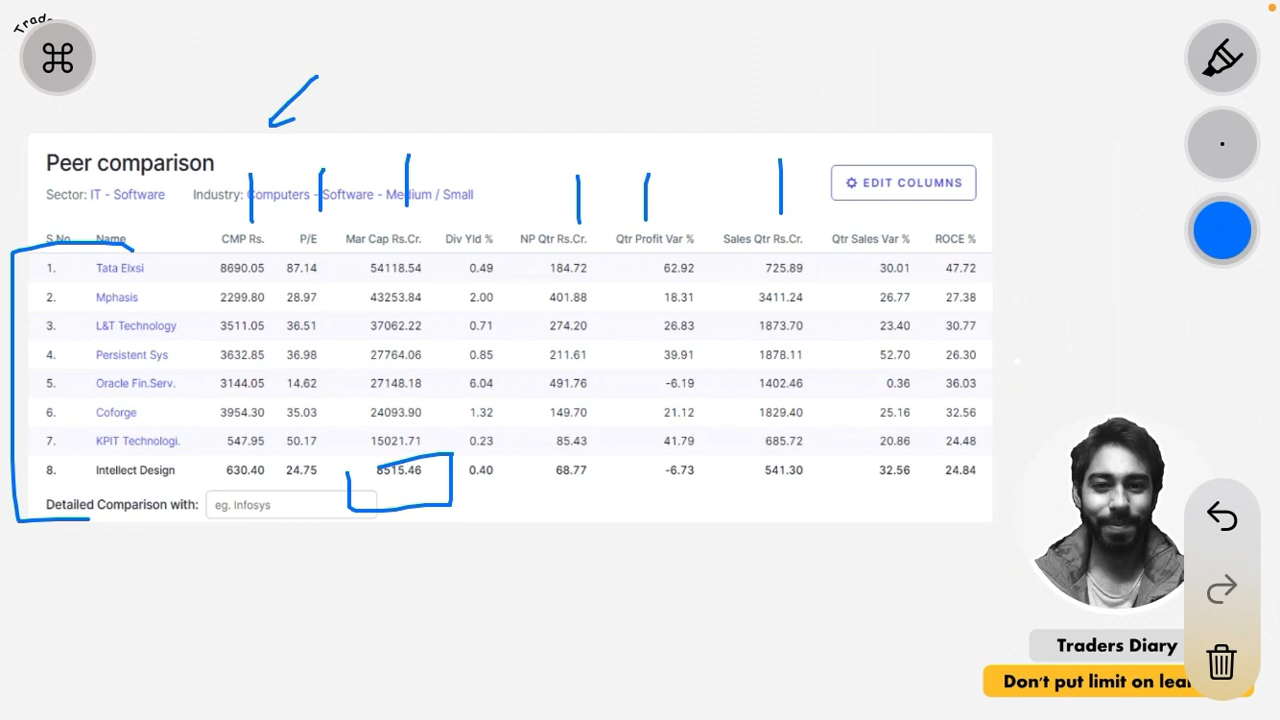 Trad
Peer comparison
Sector: IT - Software Industry: Computers - Software - Medium / Small
EDIT COLUMNS
S.No. Name CMP Rs. P/E Mar Cap Rs.Cr. Div Yld % NP Qtr Rs.Cr. Qtr Profit Var % Sales Qtr Rs.Cr. Qtr Sales Var % ROCE %
1. Tata Elxsi 8690.05 87.14 54118.54 0.49 184.72 62.92 725.89 30.01 47.72
2. Mphasis 2299.80 28.97 43253.84 2.00 401.88 18.31 3411.24 26.77 27.38
3. L&T Technology 3511.05 36.51 37062.22 0.71 274.20 26.83 1873.70 23.40 30.77
4. Persistent Sys 3632.85 36.98 27764.06 0.85 211.61 39.91 1878.11 52.70 26.30
5. Oracle Fin.Serv. 3144.05 14.62 27148.18 6.04 491.76 -6.19 1402.46 0.36 36.03
6. Coforge 3954.30 35.03 24093.90 1.32 149.70 21.12 1829.40 25.16 32.56
7. KPIT Technologi. 547.95 50.17 15021.71 0.23 85.43 41.79 685.72 20.86 24.48
8. Intellect Design 630.40 24.75 8515.46 0.40 68.77 -6.73 541.30 32.56 24.84
Detailed Comparison with: eg. Infosys
Traders Diary
Don't put limit on